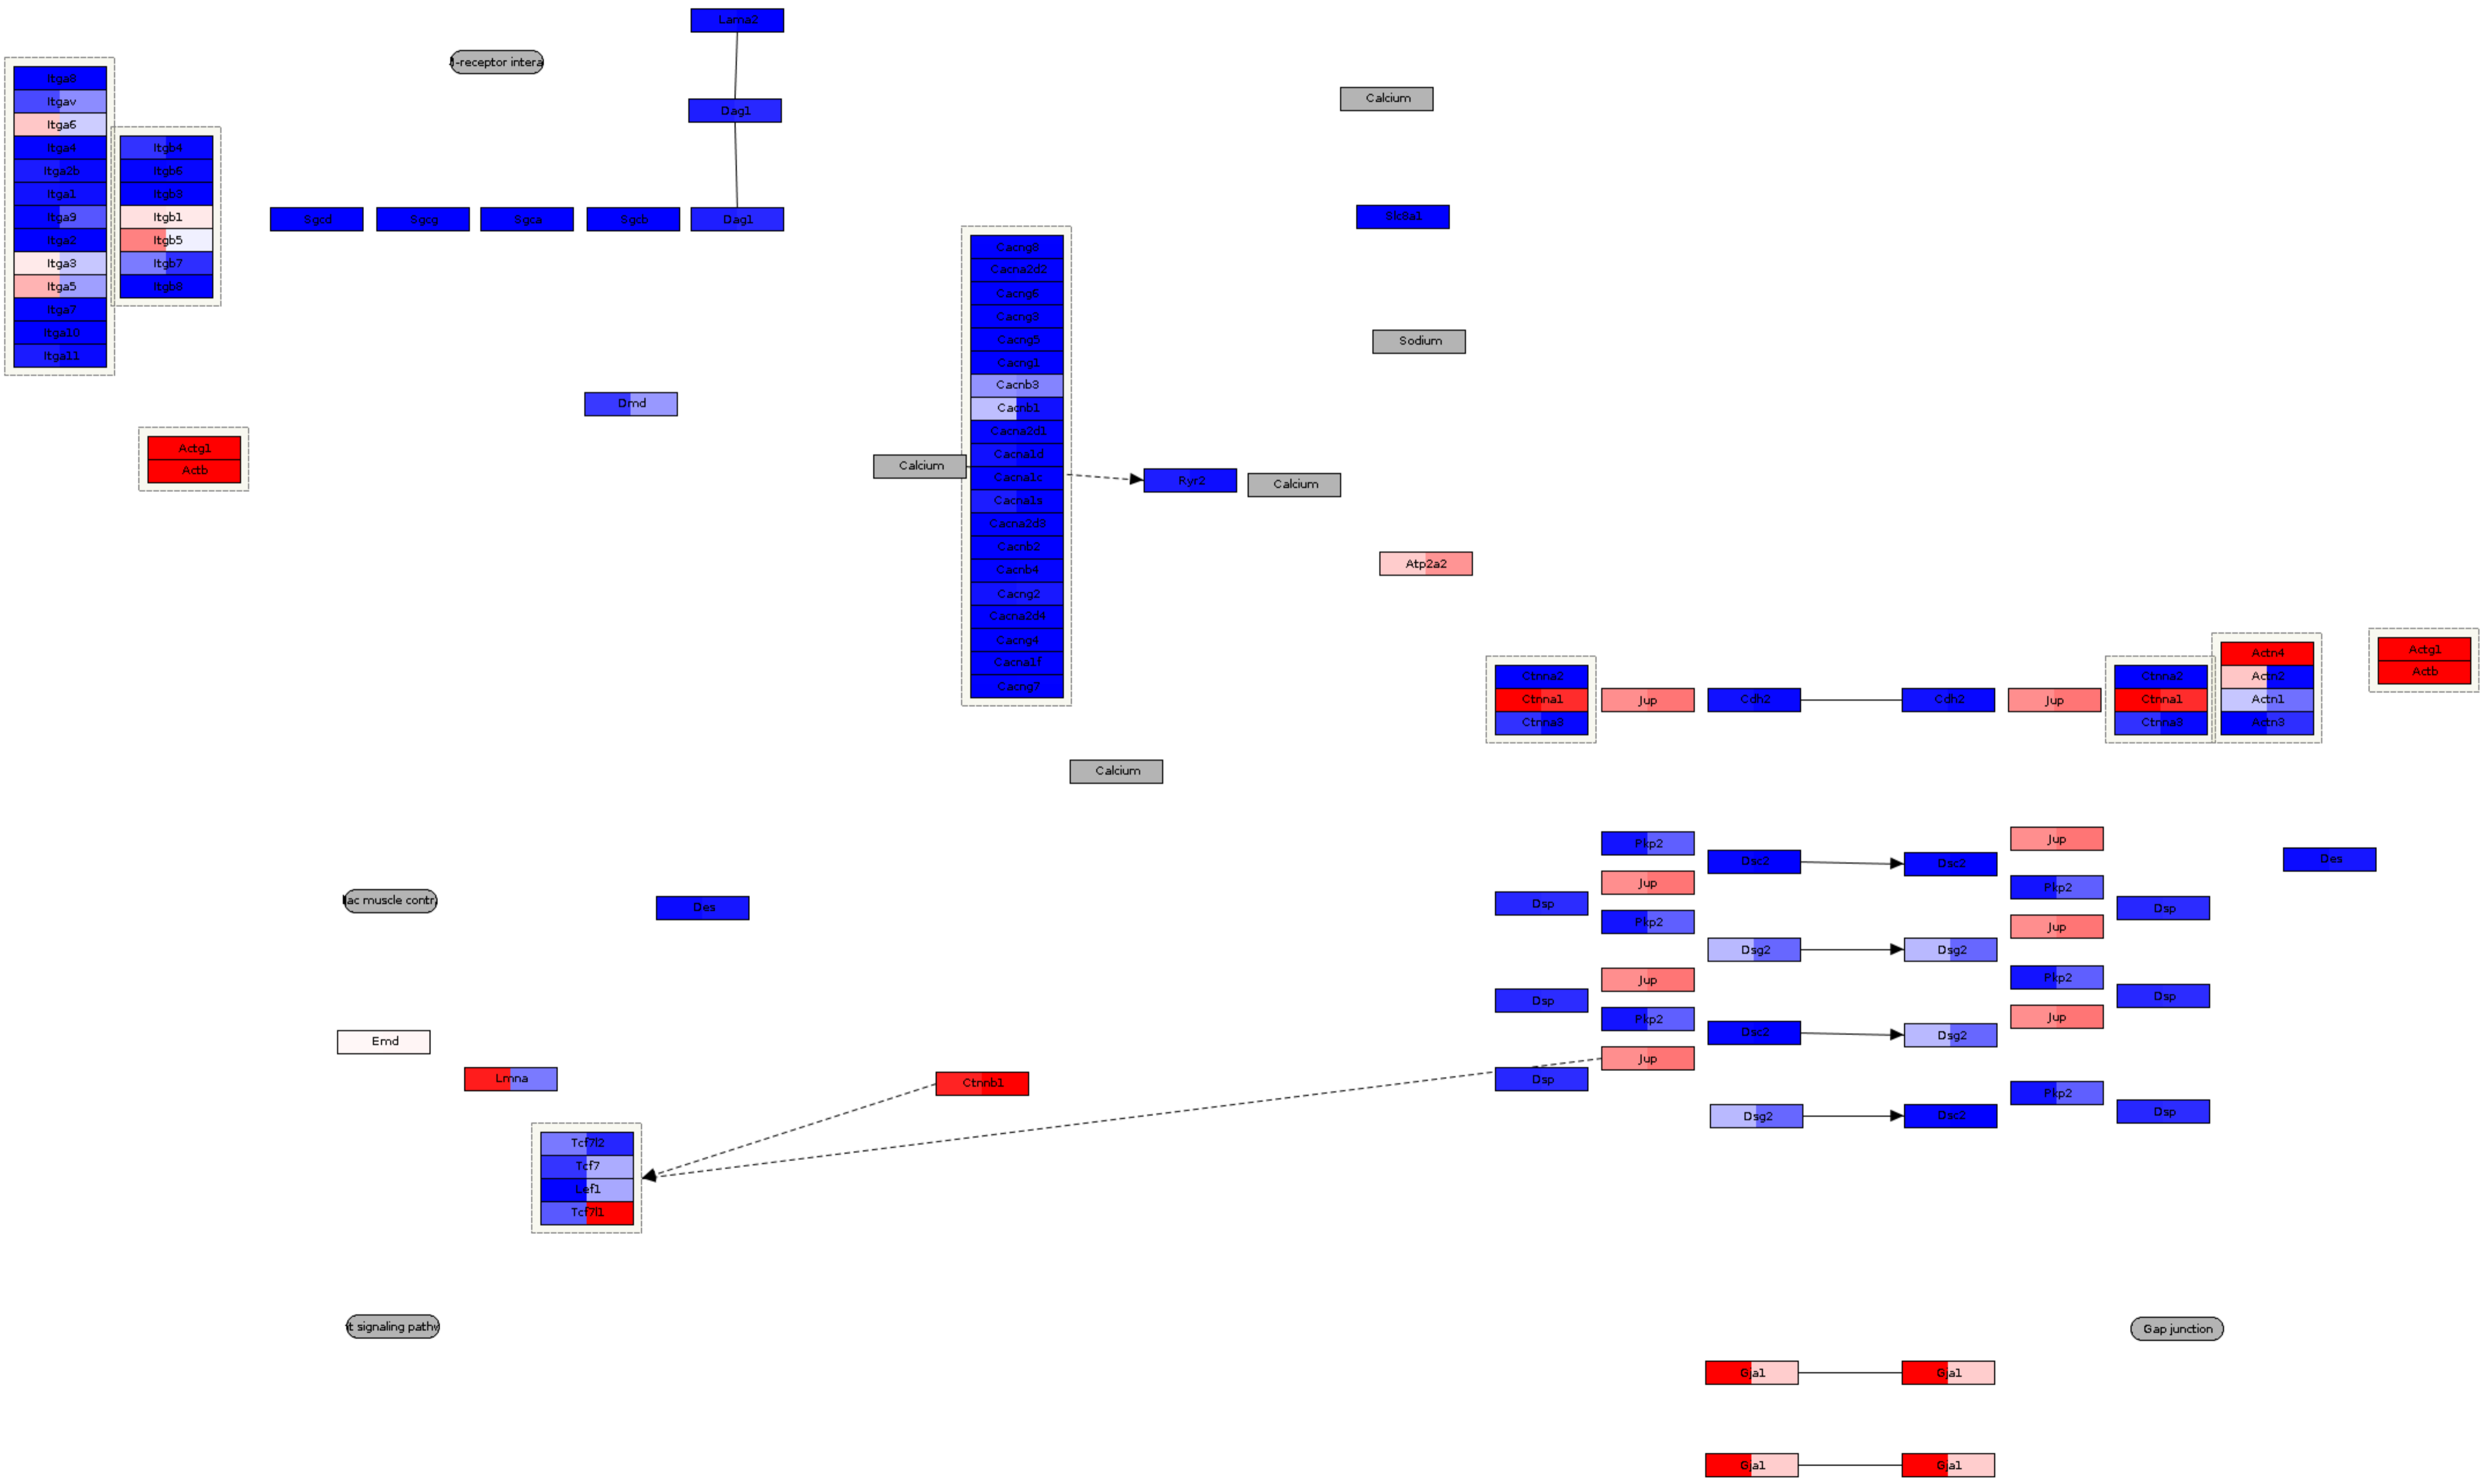 Lama2
-receptor intera
Itga8
Itgav
Itga6
Itga4
Itga2b
Itga1
Itga9
Itga2
Itga3
Itga5
Itga7
Itga10
Itga11
Itgb4
Itgb6
Itgb3
Itgb1
Itgb5
Itgb7
Itgb8
Dag1
Sgcd
Sgcg
Sgca
Sgcb
Dag1
Calcium
Slc8a1
Sodium
Cacng8
Cacna2d2
Cacng6
Cacng3
Cacng5
Cacng1
Cacnb3
Cacnb1
Cacna2d1
Cacna1d
Cacna1c
Cacna1s
Cacna2d3
Cacnb2
Cacnb4
Cacng2
Cacna2d4
Cacng4
Cacna1f
Cacng7
Dmd
Actg1
Actb
Calcium
Ryr2
Calcium
Atp2a2
Calcium
Ctnna2
Ctnna1
Ctnna3
Jup
Cdh2
Cdh2
Jup
Ctnna2
Ctnna1
Ctnna3
Actn4
Actn2
Actn1
Actn3
Actg1
Actb
Pkp2
Jup
Pkp2
Jup
Pkp2
Jup
Dsp
Dsp
Dsp
Dsc2
Dsg2
Dsc2
Dsg2
Dsc2
Dsg2
Dsg2
Dsc2
Jup
Pkp2
Jup
Pkp2
Jup
Pkp2
Dsp
Dsp
Dsp
Des
iac muscle contra
Des
Emd
Lmna
Ctnnb1
Tcf7l2
Tcf7
Lef1
Tcf7l1
t signaling pathw
Gap junction
Gja1
Gja1
Gja1
Gja1